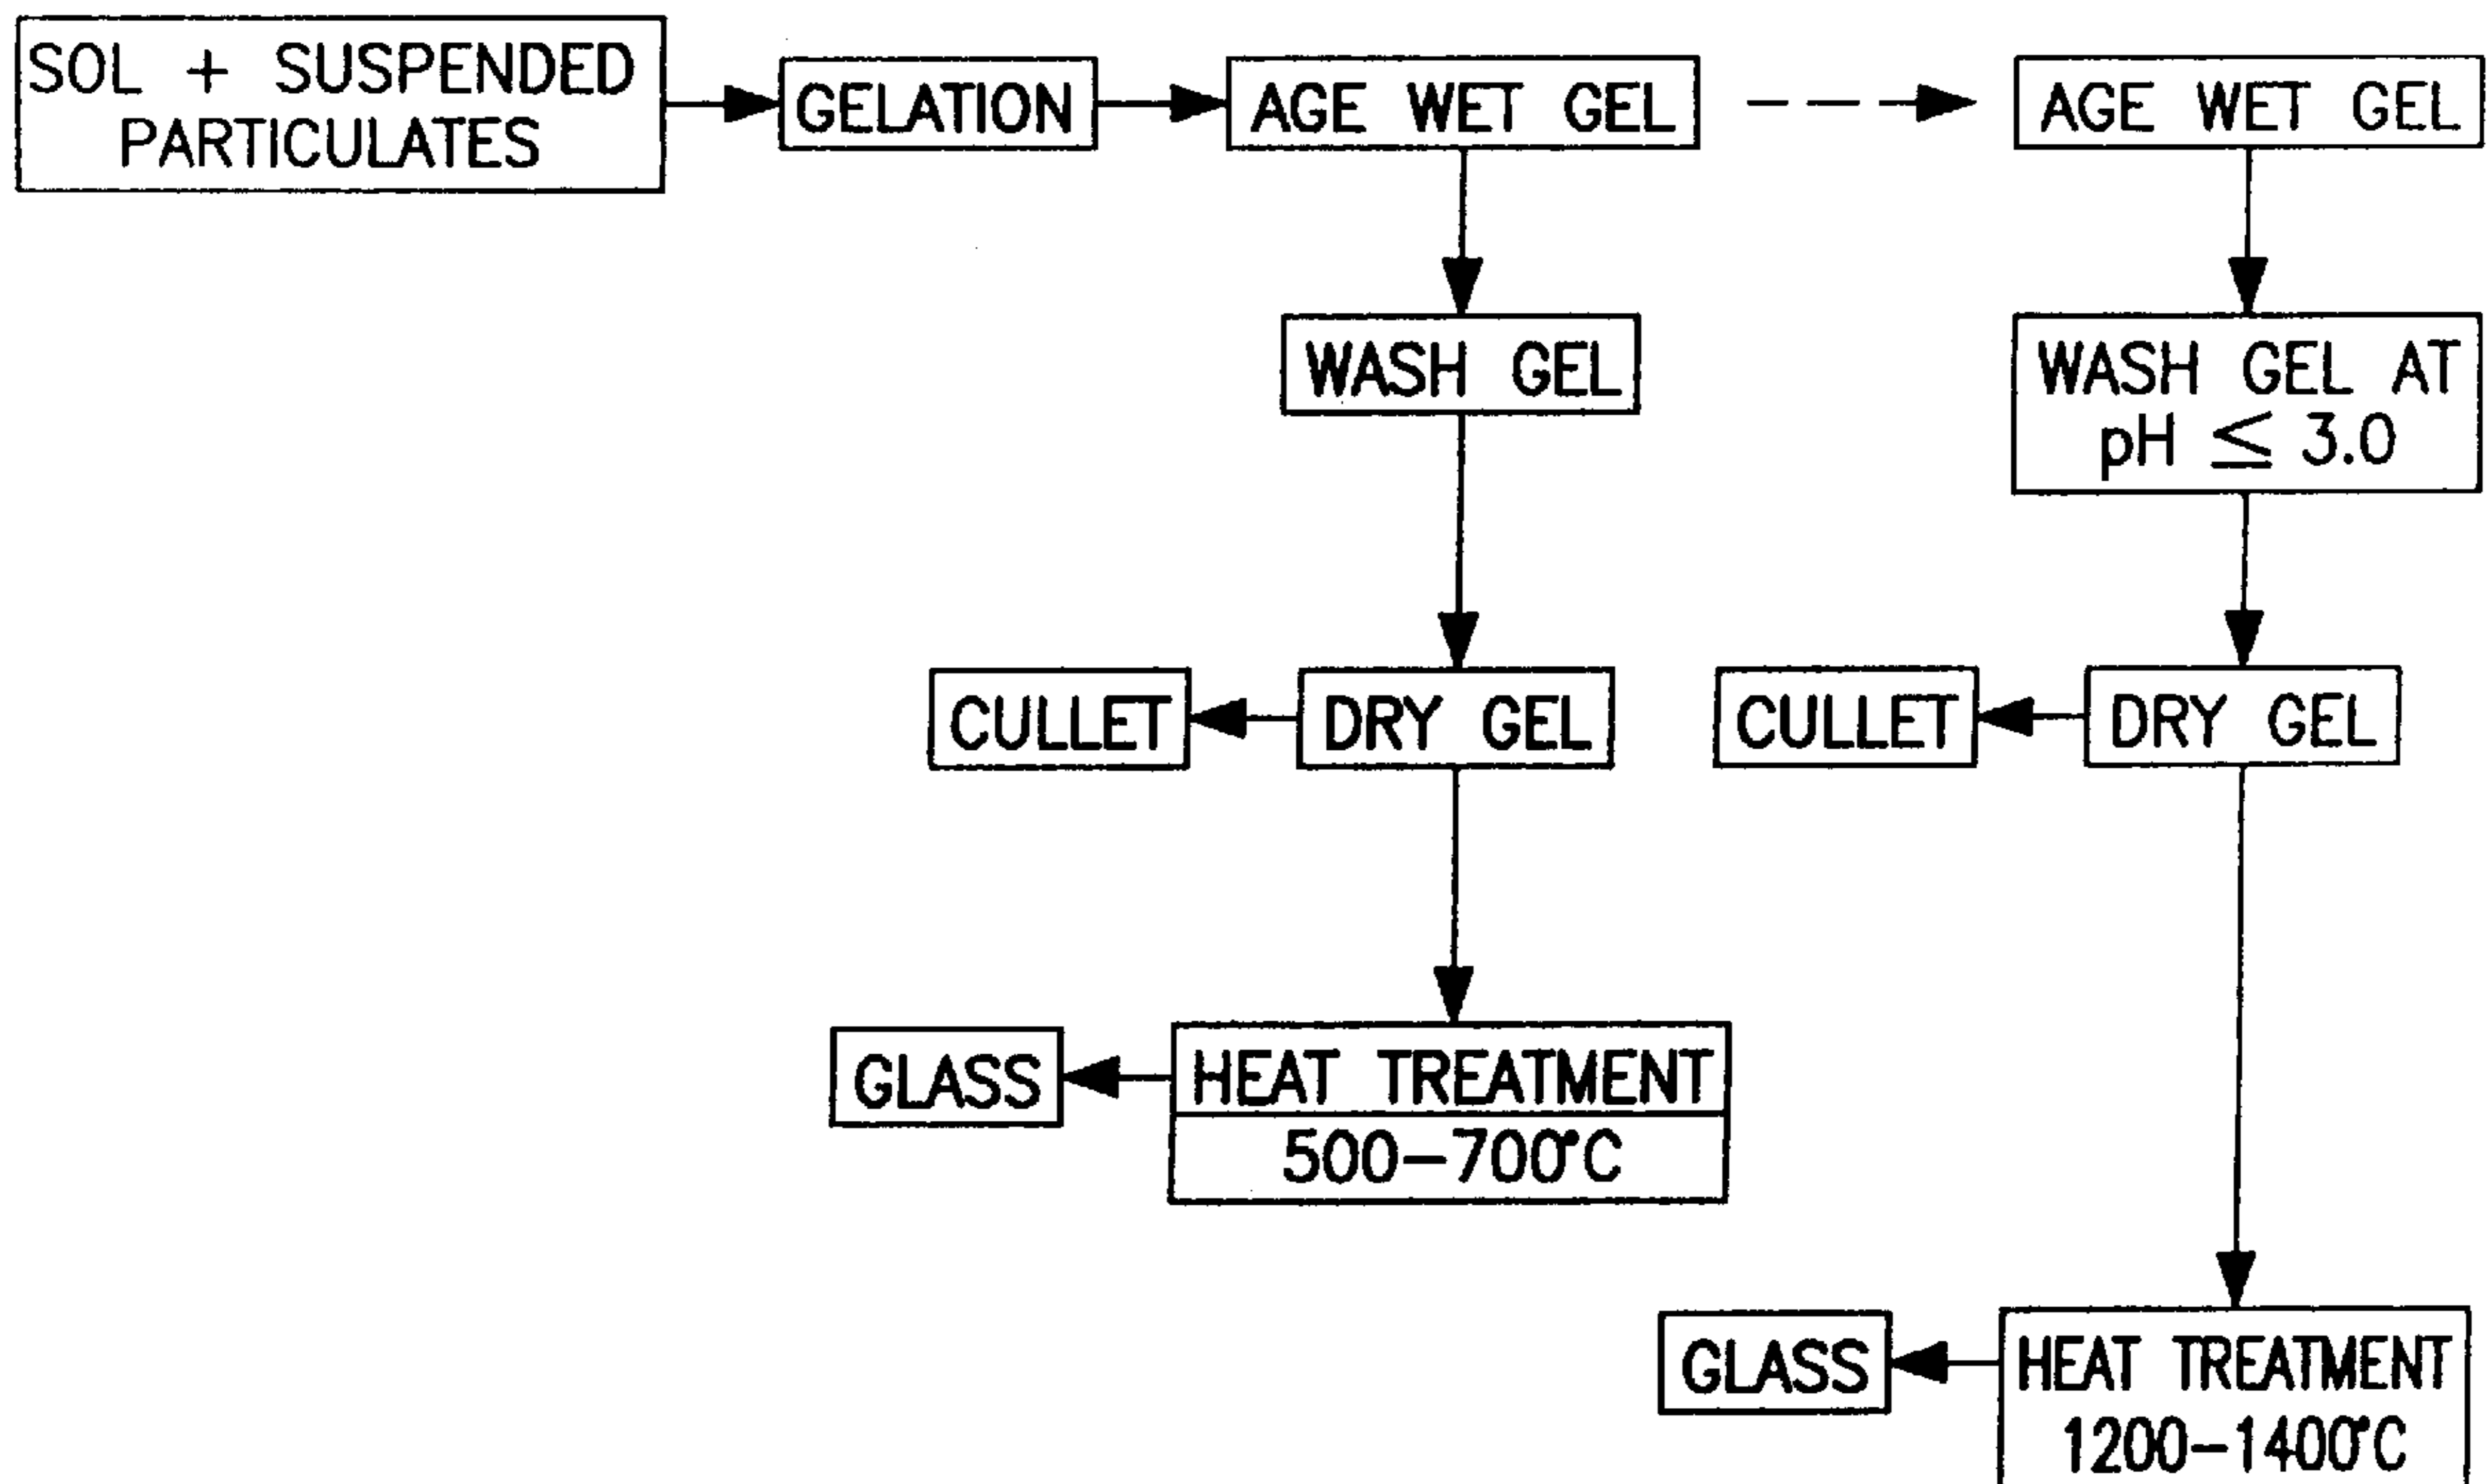 SOL + SUSPENDED
PARTICULATES
GELATION
AGE WET GEL
AGE WET GEL
WASH GEL
WASH GEL AT
pH ≤ 3.0
CULLET
DRY GEL
CULLET
DRY GEL
GLASS
HEAT TREATMENT
500–700°C
GLASS
HEAT TREATMENT
1200–1400°C